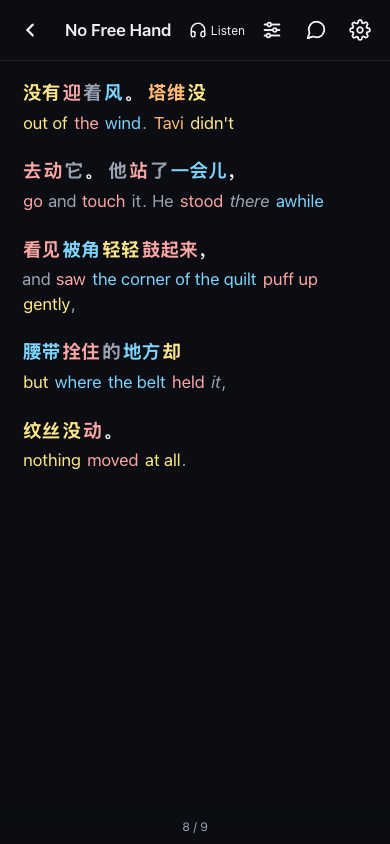 No Free Hand
Listen
没有迎着风。 塔维没
out of the wind. Tavi didn't
去动它。 他站了一会儿，
go and touch it. He stood there awhile
看见被角轻轻鼓起来，
and saw the corner of the quilt puff up
gently,
腰带拴住的地方却
but where the belt held it,
纹丝没动。
nothing moved at all.
8 / 9